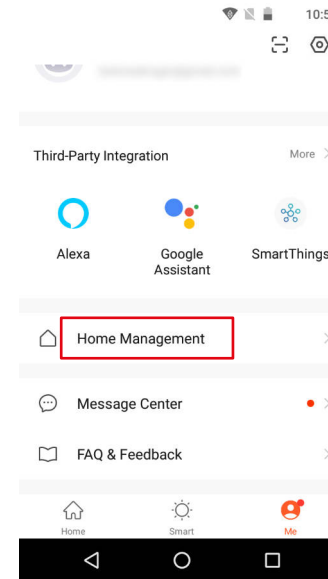 10:5
Third-Party Integration
More
Alexa
Google
Assistant
SmartThings
Home Management
Message Center
FAQ & Feedback
Home
Smart
Me